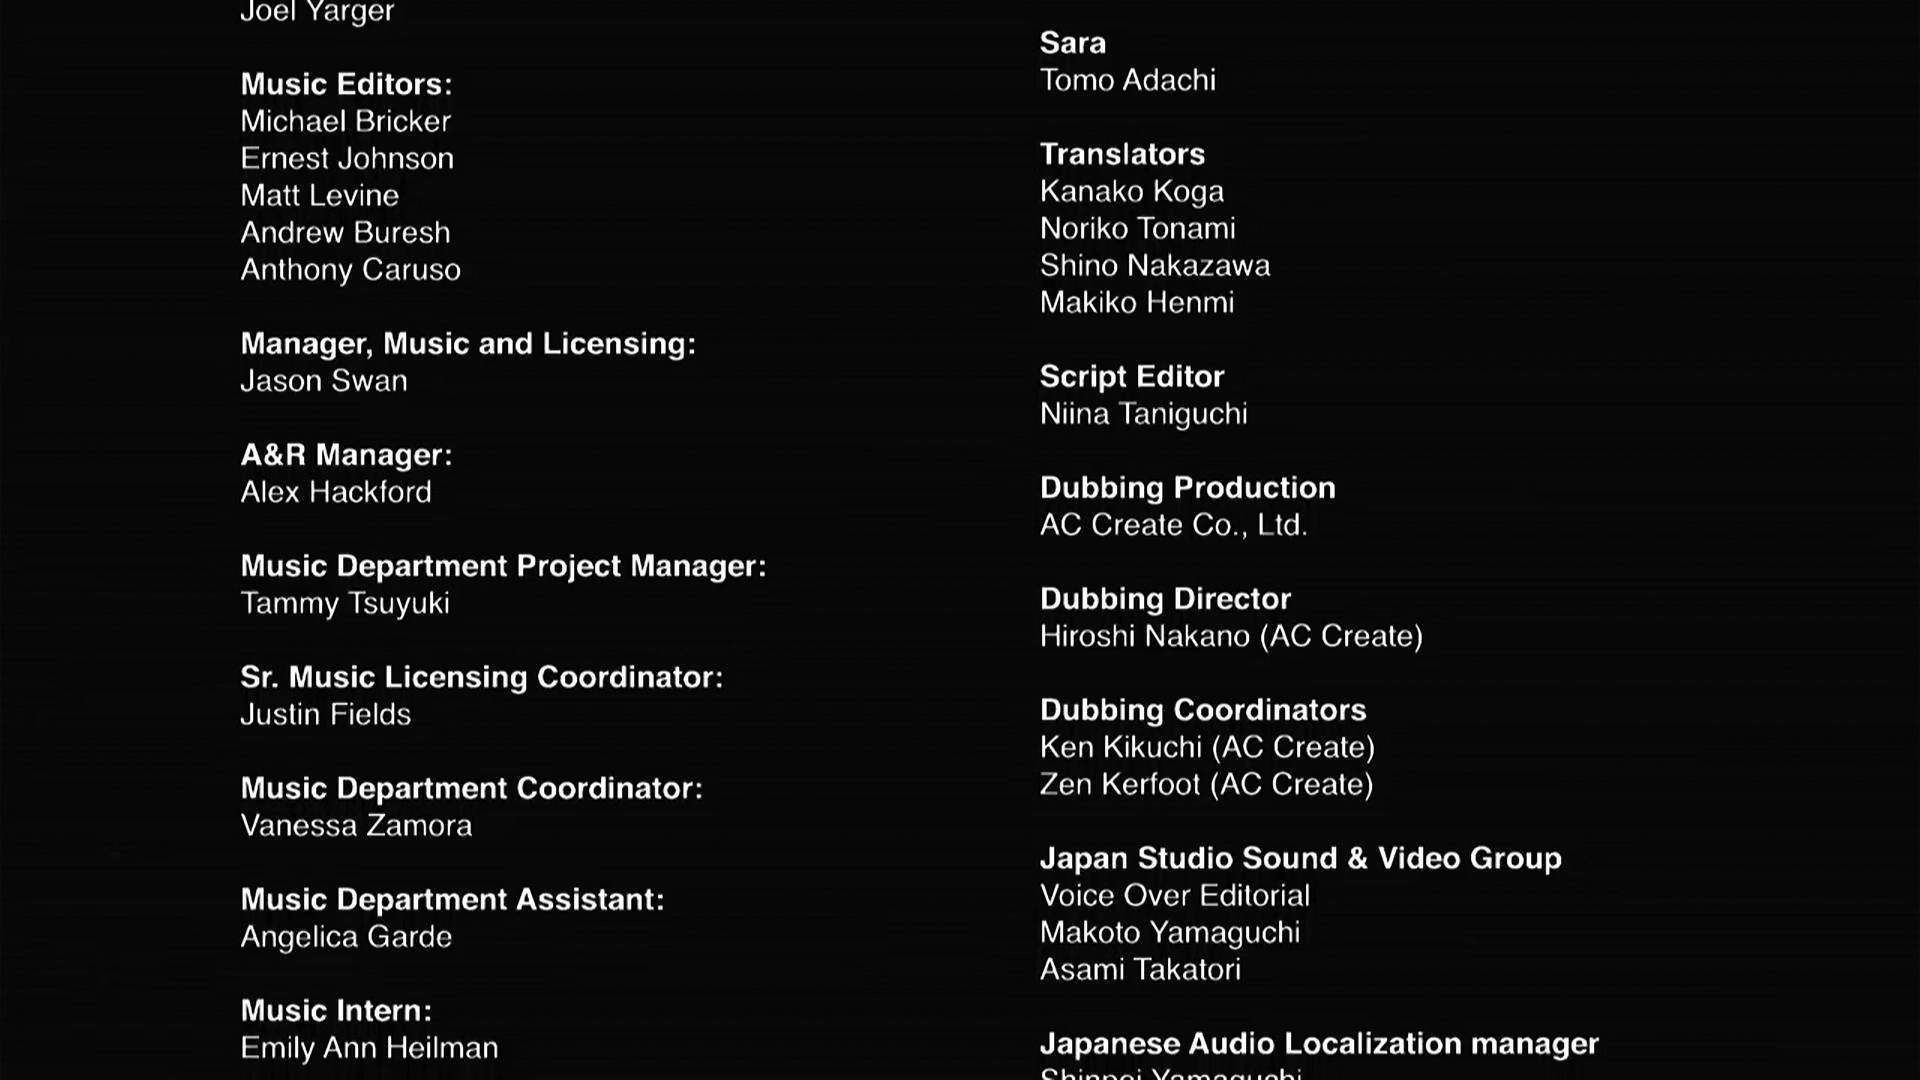 Joel Yarger
Music Editors:
Michael Bricker
Ernest Johnson
Matt Levine
Andrew Buresh
Anthony Caruso
Manager, Music and Licensing:
Jason Swan
A&R Manager:
Alex Hackford
Music Department Project Manager:
Tammy Tsuyuki
Sr. Music Licensing Coordinator:
Justin Fields
Music Department Coordinator:
Vanessa Zamora
Music Department Assistant:
Angelica Garde
Music Intern:
Emily Ann Heilman
Sara
Tomo Adachi
Translators
Kanako Koga
Noriko Tonami
Shino Nakazawa
Makiko Henmi
Script Editor
Niina Taniguchi
Dubbing Production
AC Create Co., Ltd.
Dubbing Director
Hiroshi Nakano (AC Create)
Dubbing Coordinators
Ken Kikuchi (AC Create)
Zen Kerfoot (AC Create)
Japan Studio Sound & Video Group
Voice Over Editorial
Makoto Yamaguchi
Asami Takatori
Japanese Audio Localization manager
Shinpei Yamaguchi